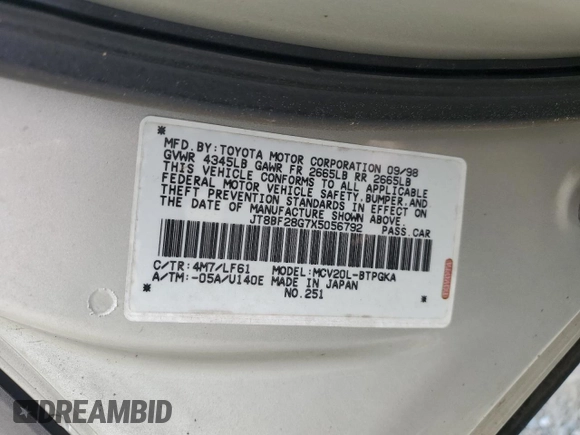 MFD. BY: TOYOTA MOTOR CORPORATION 09/98
GVWR 4345LB GAWR FR 2665LB RR 2665LB
THIS VEHICLE CONFORMS TO ALL APPLICABLE
FEDERAL MOTOR VEHICLE SAFETY, BUMPER, AND
THEFT PREVENTION STANDARDS IN EFFECT ON
THE DATE OF MANUFACTURE SHOWN ABOVE
JT8BF28G7X5056792 PASS. CAR
C/TR: 4M7/LF61 MODEL: MCV20L-BTPGKA
A/TM: -05A/U140E MADE IN JAPAN
NO. 251
DREAMBID